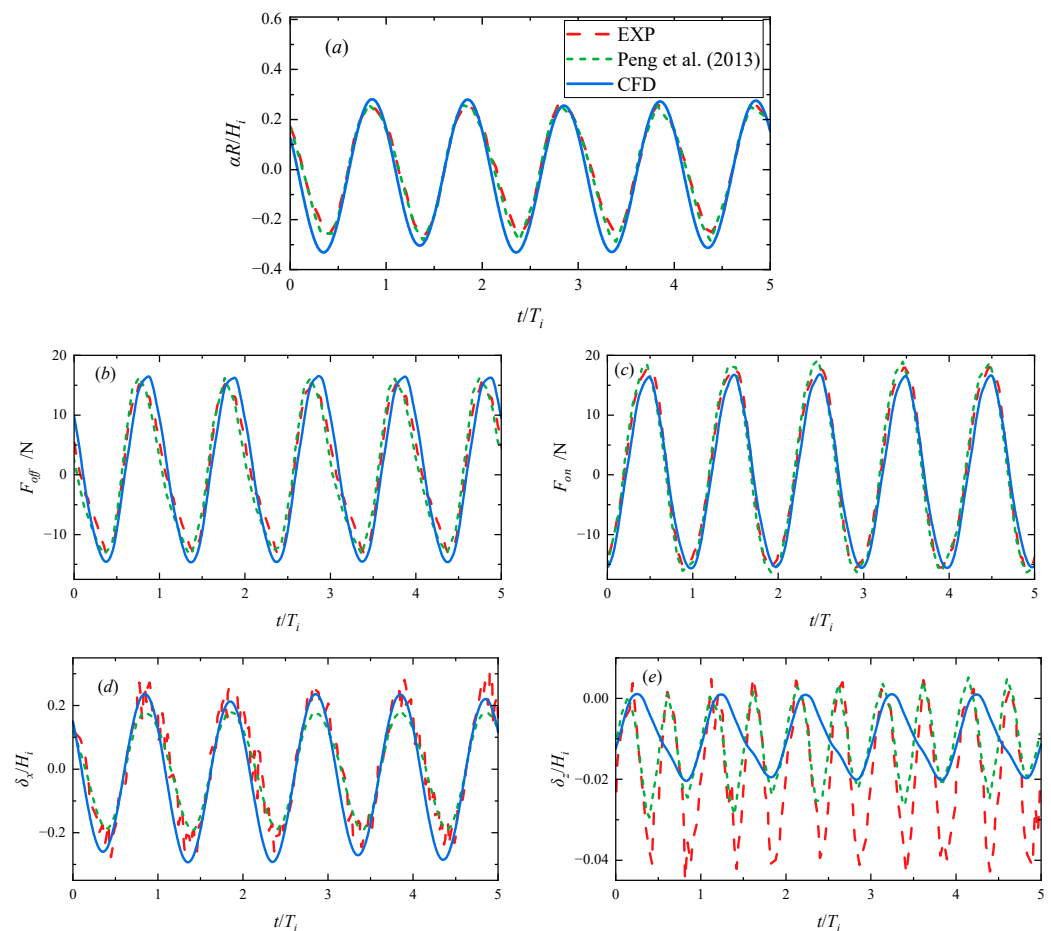 (a)
EXP
Peng et al. (2013)
CFD
αR/H_i
0.6
0.4
0.2
0.0
−0.2
−0.4
0 1 2 3 4 5
t/T_i
(b)
F_off /N
20
10
0
−10
0 1 2 3 4 5
t/T_i
(c)
F_on /N
20
10
0
−10
0 1 2 3 4 5
t/T_i
(d)
δ_x/H_i
0.2
0.0
−0.2
0 1 2 3 4 5
t/T_i
(e)
δ_z/H_i
0.00
−0.02
−0.04
0 1 2 3 4 5
t/T_i